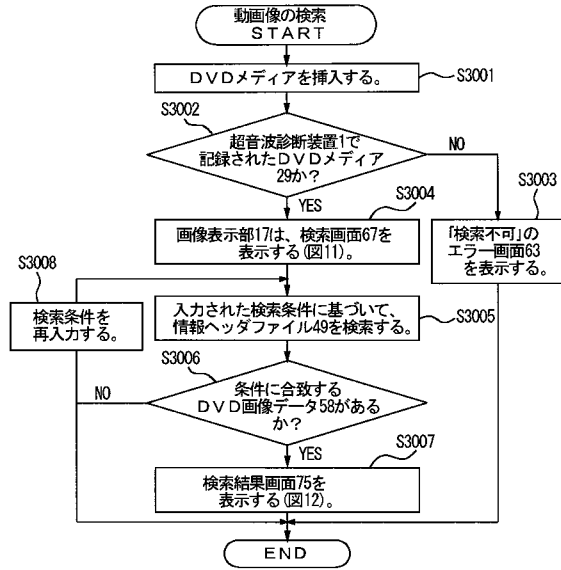 動画像の検索
START
DVDメディアを挿入する。
S3001
S3002
超音波診断装置1で
記録されたDVDメディア
29か?
NO
YES
S3003
「検索不可」の
エラー画面63
を表示する。
S3004
画像表示部17は、検索画面67を
表示する(図11)。
S3008
検索条件を
再入力する。
入力された検索条件に基づいて、
情報ヘッダファイル49を検索する。
S3005
S3006
条件に合致する
DVD画像データ58がある
か?
NO
YES
S3007
検索結果画面75を
表示する(図12)。
END